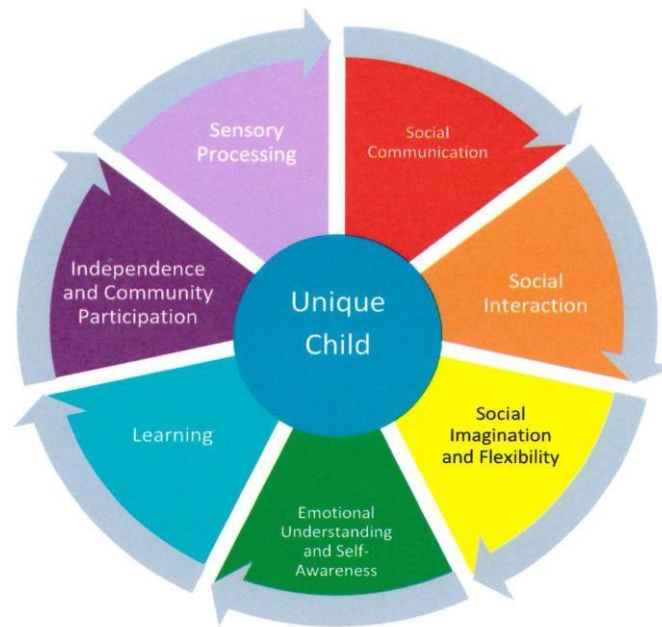 Sensory
Processing
Social
Communication
Independence
and Community
Participation
Unique
Child
Social
Interaction
Learning
Social
Imagination
and Flexibility
Emotional
Understanding
and Self-
Awareness